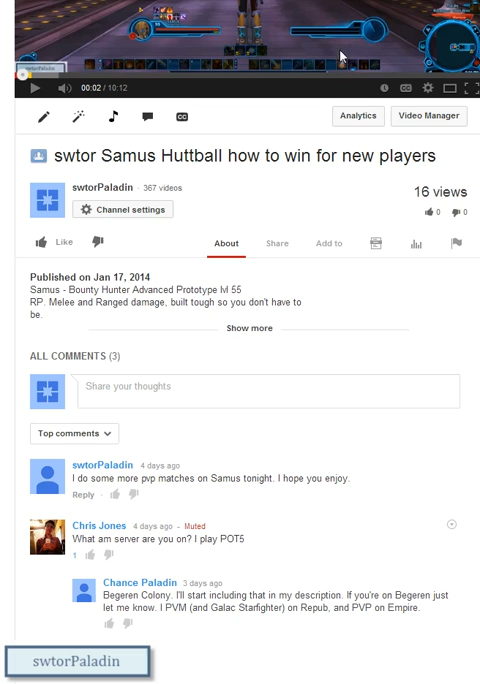 swtorPaladin
00:02 / 10:12
CC
CC
Analytics
Video Manager
swtor Samus Huttball how to win for new players
swtorPaladin · 367 videos
Channel settings
16 views
0 0
Like
About
Share
Add to
Published on Jan 17, 2014
Samus - Bounty Hunter Advanced Prototype lvl 55
RP. Melee and Ranged damage, built tough so you don't have to
be.
Show more
ALL COMMENTS (3)
Share your thoughts
Top comments
swtorPaladin 4 days ago
I do some more pvp matches on Samus tonight. I hope you enjoy.
Reply ·
Chris Jones 4 days ago - Muted
What am server are you on? I play POT5
1
Chance Paladin 3 days ago
Begeren Colony. I'll start including that in my description. If you're on Begeren just
let me know. I PVM (and Galac Starfighter) on Repub, and PVP on Empire.
swtorPaladin